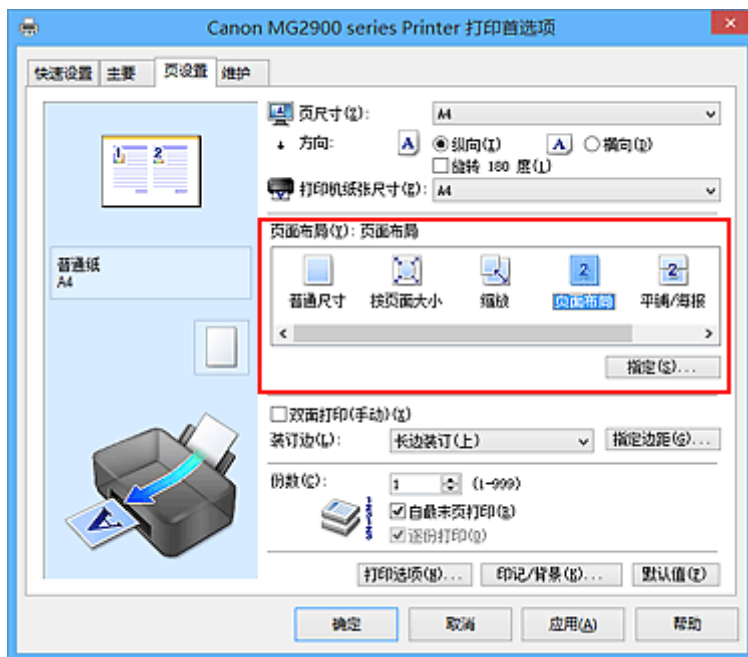 Canon MG2900 series Printer 打印首选项
快速设置 主要 页设置 维护
页尺寸(Z): A4
方向: A 纵向(I) A 横向(D)
旋转 180 度(L)
打印机纸张尺寸(E): A4
1 2
普通纸
A4
页面布局(Y): 页面布局
2 2
普通尺寸 按页面大小 缩放 页面布局 平铺/海报
指定(S)...
双面打印(手动)(X)
装订边(L): 长边装订(上) 指定边距(G)...
份数(C): 1 (1-999)
自最末页打印(R)
逐份打印(O)
打印选项(N)... 印记/背景(K)... 默认值(F)
确定 取消 应用(A) 帮助